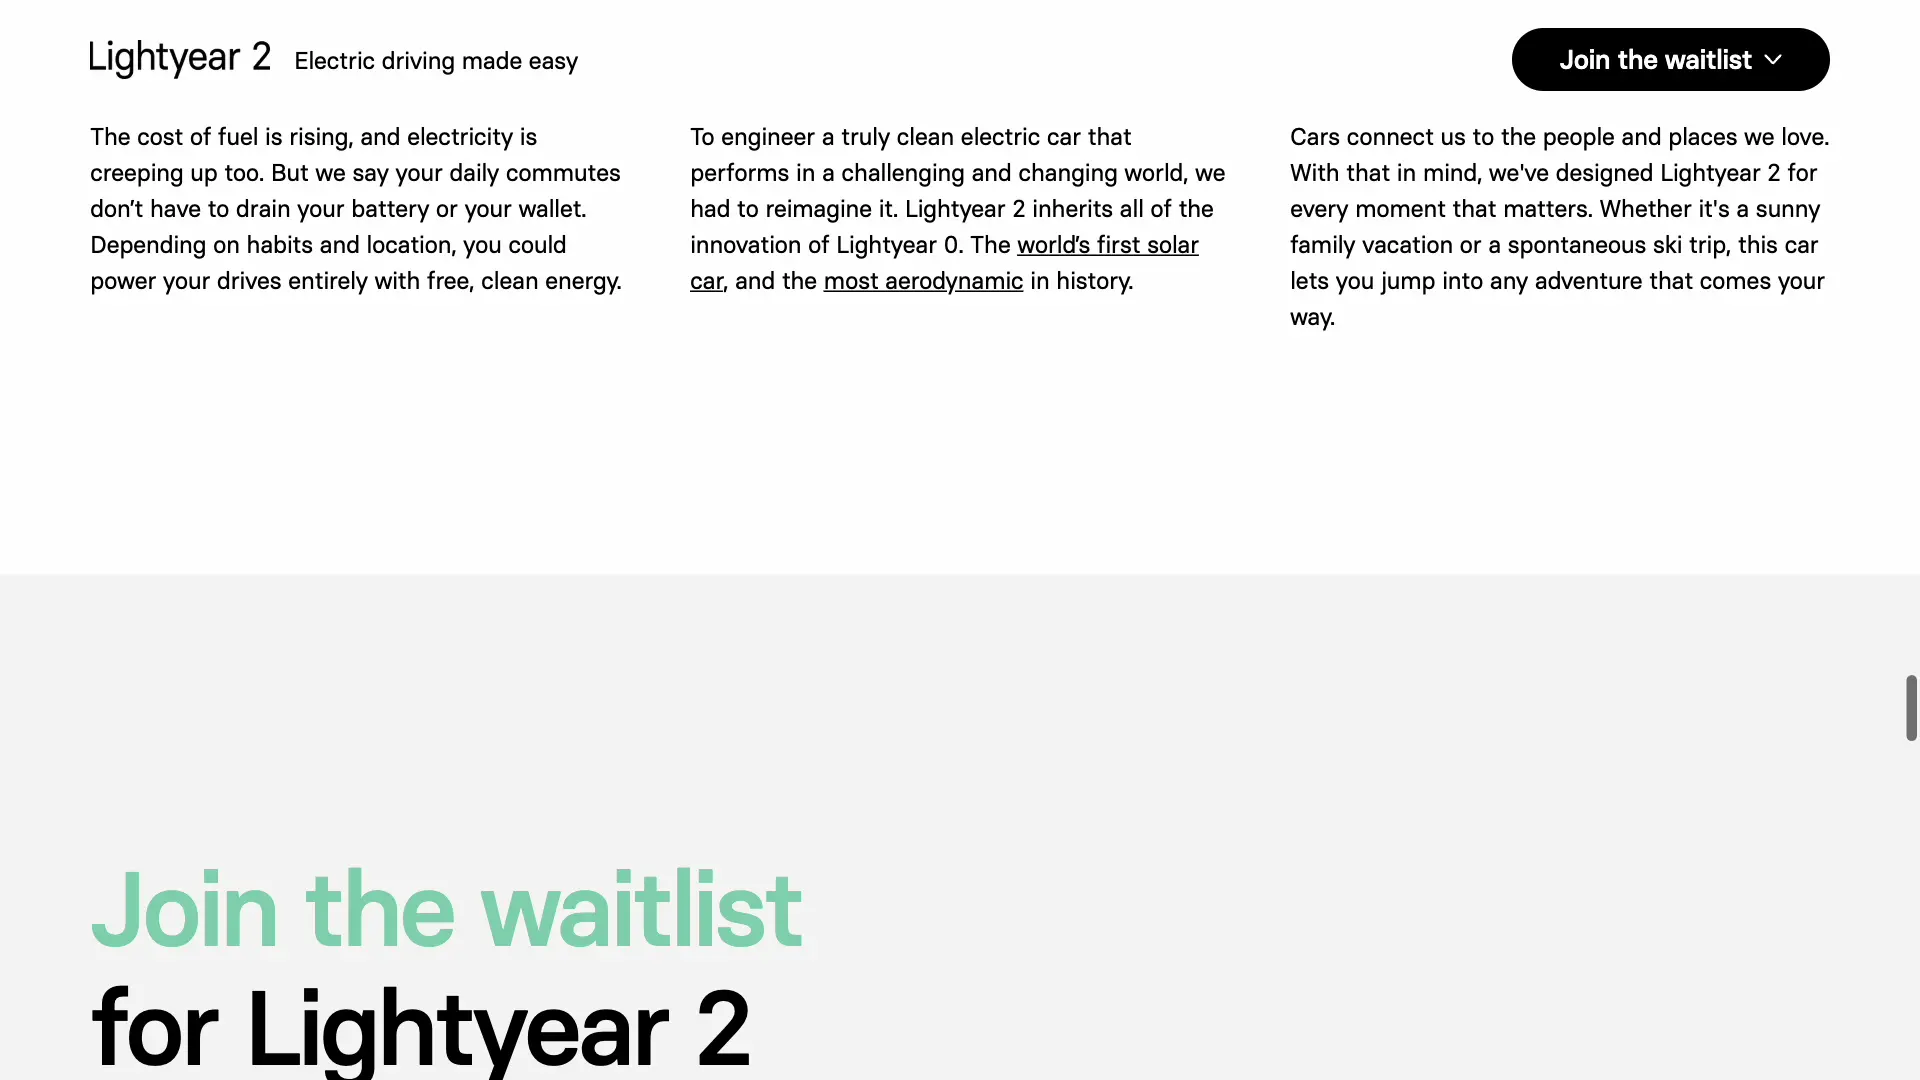 Lightyear 2 Electric driving made easy
Join the waitlist
The cost of fuel is rising, and electricity is
creeping up too. But we say your daily commutes
don’t have to drain your battery or your wallet.
Depending on habits and location, you could
power your drives entirely with free, clean energy.
To engineer a truly clean electric car that
performs in a challenging and changing world, we
had to reimagine it. Lightyear 2 inherits all of the
innovation of Lightyear 0. The world’s first solar
car, and the most aerodynamic in history.
Cars connect us to the people and places we love.
With that in mind, we've designed Lightyear 2 for
every moment that matters. Whether it's a sunny
family vacation or a spontaneous ski trip, this car
lets you jump into any adventure that comes your
way.
Join the waitlist
for Lightyear 2